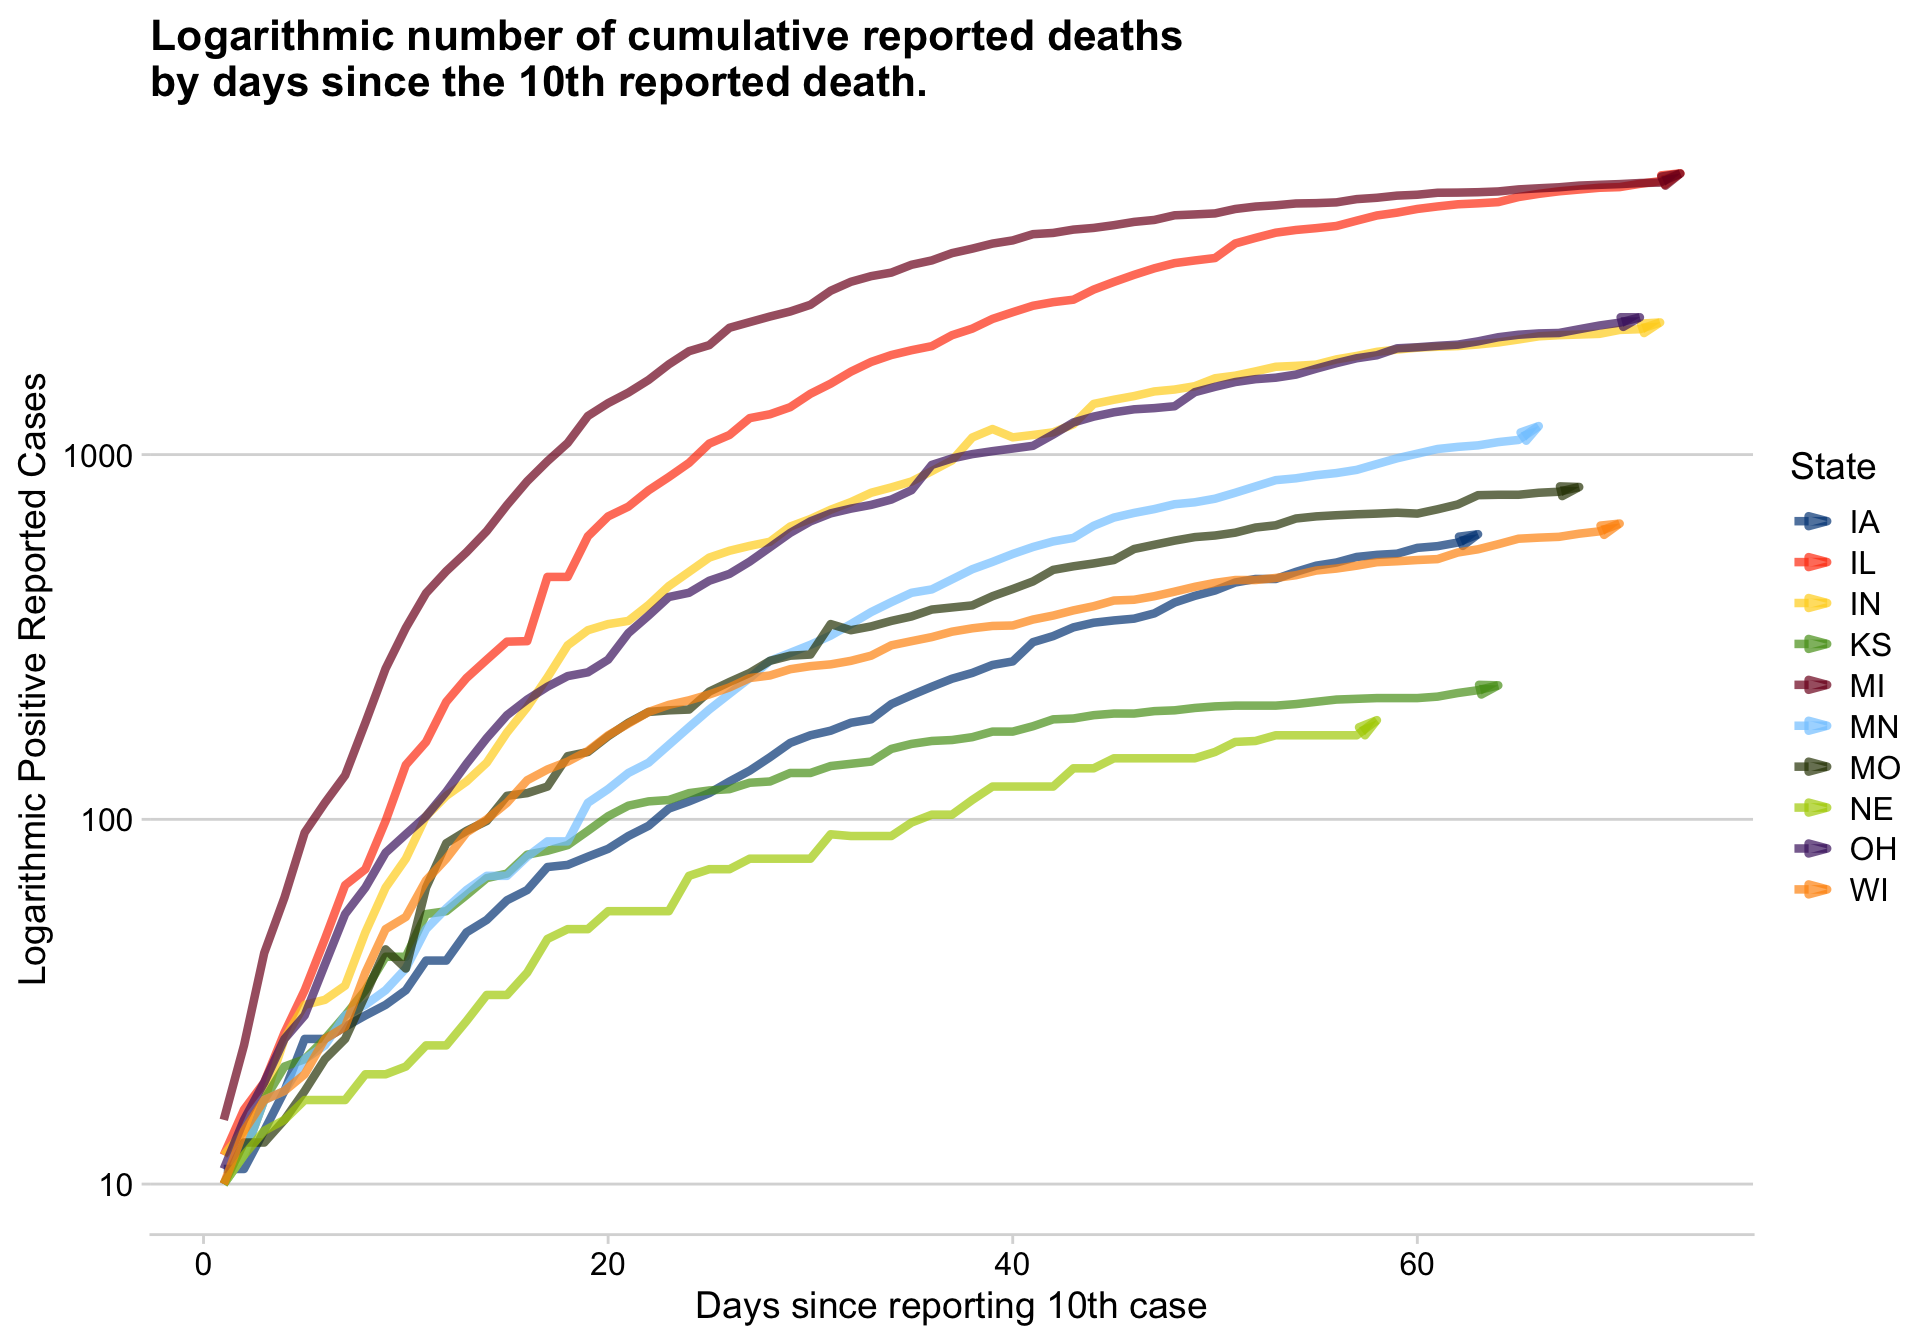 Logarithmic number of cumulative reported deaths
by days since the 10th reported death.
Logarithmic Positive Reported Cases
1000
100
10
0
20
40
60
Days since reporting 10th case
State
IA
IL
IN
KS
MI
MN
MO
NE
OH
WI